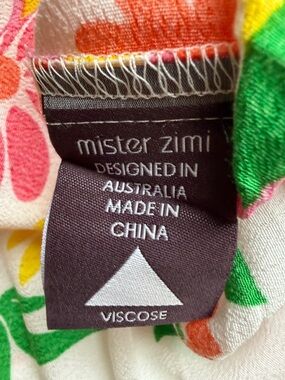 mister zimi
DESIGNED IN
AUSTRALIA
MADE IN
CHINA
VISCOSE